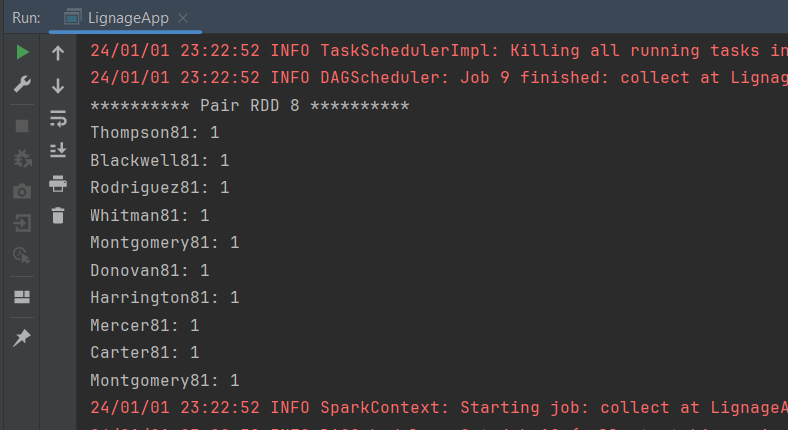 Run: LignageApp
24/01/01 23:22:52 INFO TaskSchedulerImpl: Killing all running tasks in
24/01/01 23:22:52 INFO DAGScheduler: Job 9 finished: collect at Lignag
********** Pair RDD 8 **********
Thompson81: 1
Blackwell81: 1
Rodriguez81: 1
Whitman81: 1
Montgomery81: 1
Donovan81: 1
Harrington81: 1
Mercer81: 1
Carter81: 1
Montgomery81: 1
24/01/01 23:22:52 INFO SparkContext: Starting job: collect at LignageA